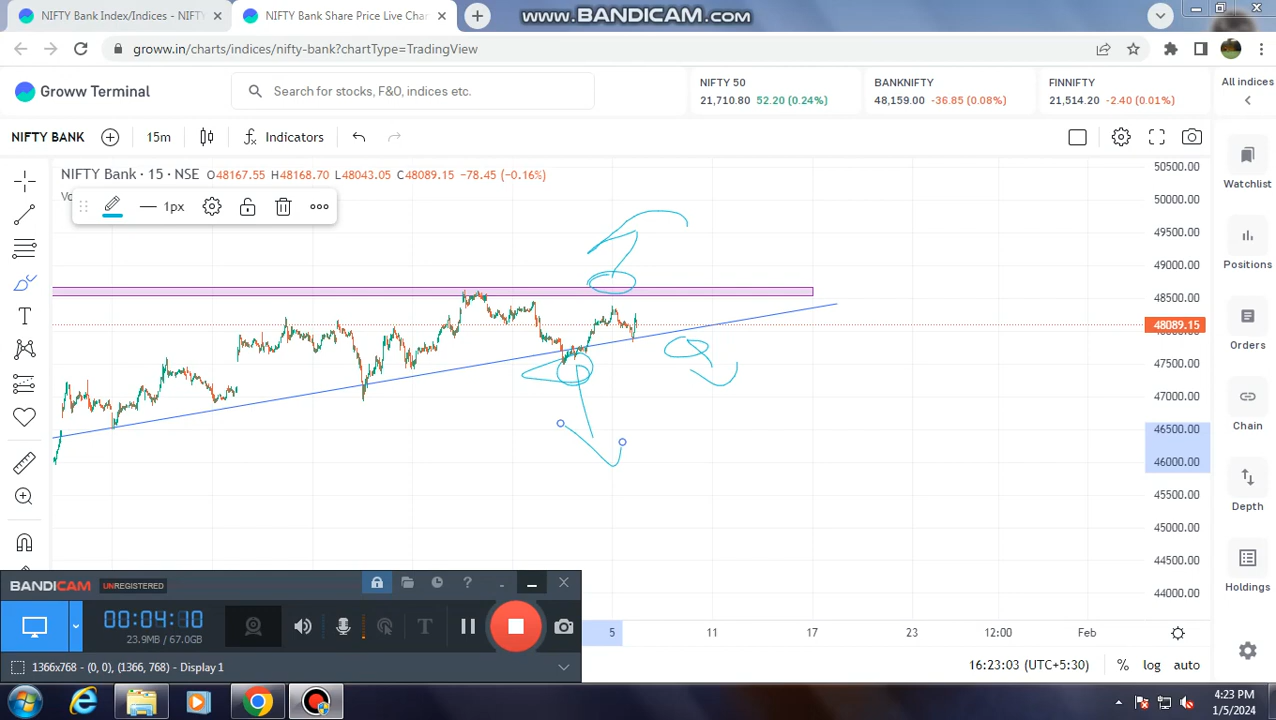 NIFTY Bank Index/Indices - NIFT
NIFTY Bank Share Price Live Cha
www.BANDICAM.com
groww.in/charts/indices/nifty-bank?chartType=TradingView
Groww Terminal
Search for stocks, F&O, indices etc.
NIFTY 50
21,710.80 52.20 (0.24%)
BANKNIFTY
48,159.00 -36.85 (0.08%)
FINNIFTY
21,514.20 -2.40 (0.01%)
All indices
NIFTY BANK
15m
Indicators
NIFTY Bank · 15 · NSE O48167.55 H48168.70 L48043.05 C48089.15 -78.45 (-0.16%)
Vo
1px
50500.00
50000.00
49500.00
49000.00
48500.00
48089.15
47500.00
47000.00
46500.00
46000.00
45500.00
45000.00
44500.00
44000.00
Watchlist
Positions
Orders
Chain
Depth
Holdings
5
11
17
23
12:00
Feb
16:23:03 (UTC+5:30)
%
log
auto
BANDICAM UNREGISTERED
00:04:10
23.9MB / 67.0GB
1366x768 - (0, 0), (1366, 768) - Display 1
4:23 PM
1/5/2024